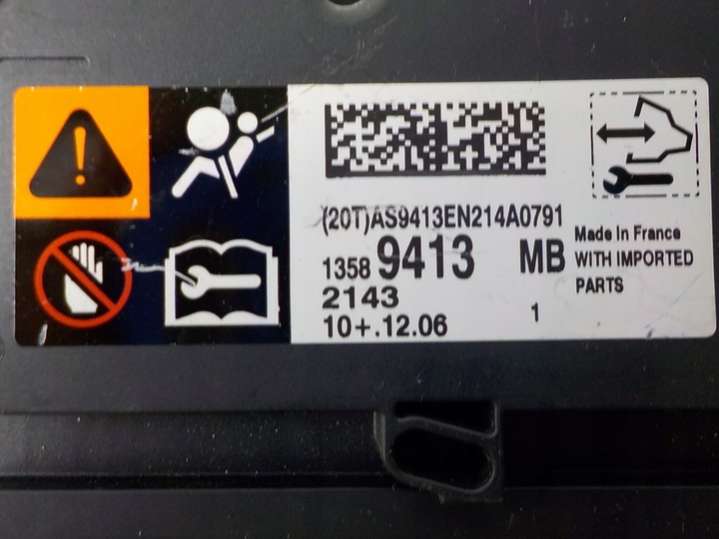 (20T)AS9413EN214A0791
1358 9413 MB
2143
10+.12.06 1
Made In France
WITH IMPORTED
PARTS